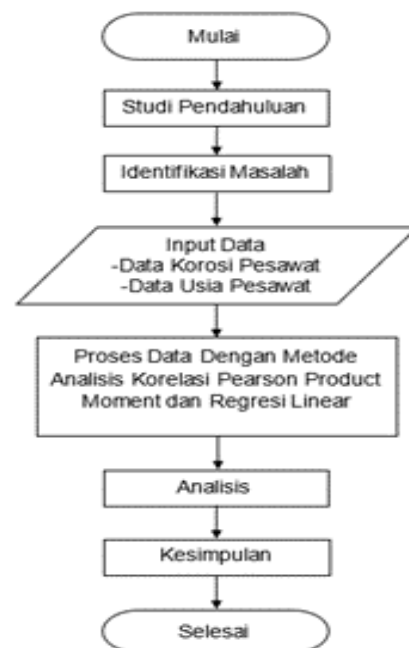 Mulai
Studi Pendahuluan
Identifikasi Masalah
Input Data
-Data Korosi Pesawat
-Data Usia Pesawat
Proses Data Dengan Metode
Analisis Korelasi Pearson Product
Moment dan Regresi Linear
Analisis
Kesimpulan
Selesai